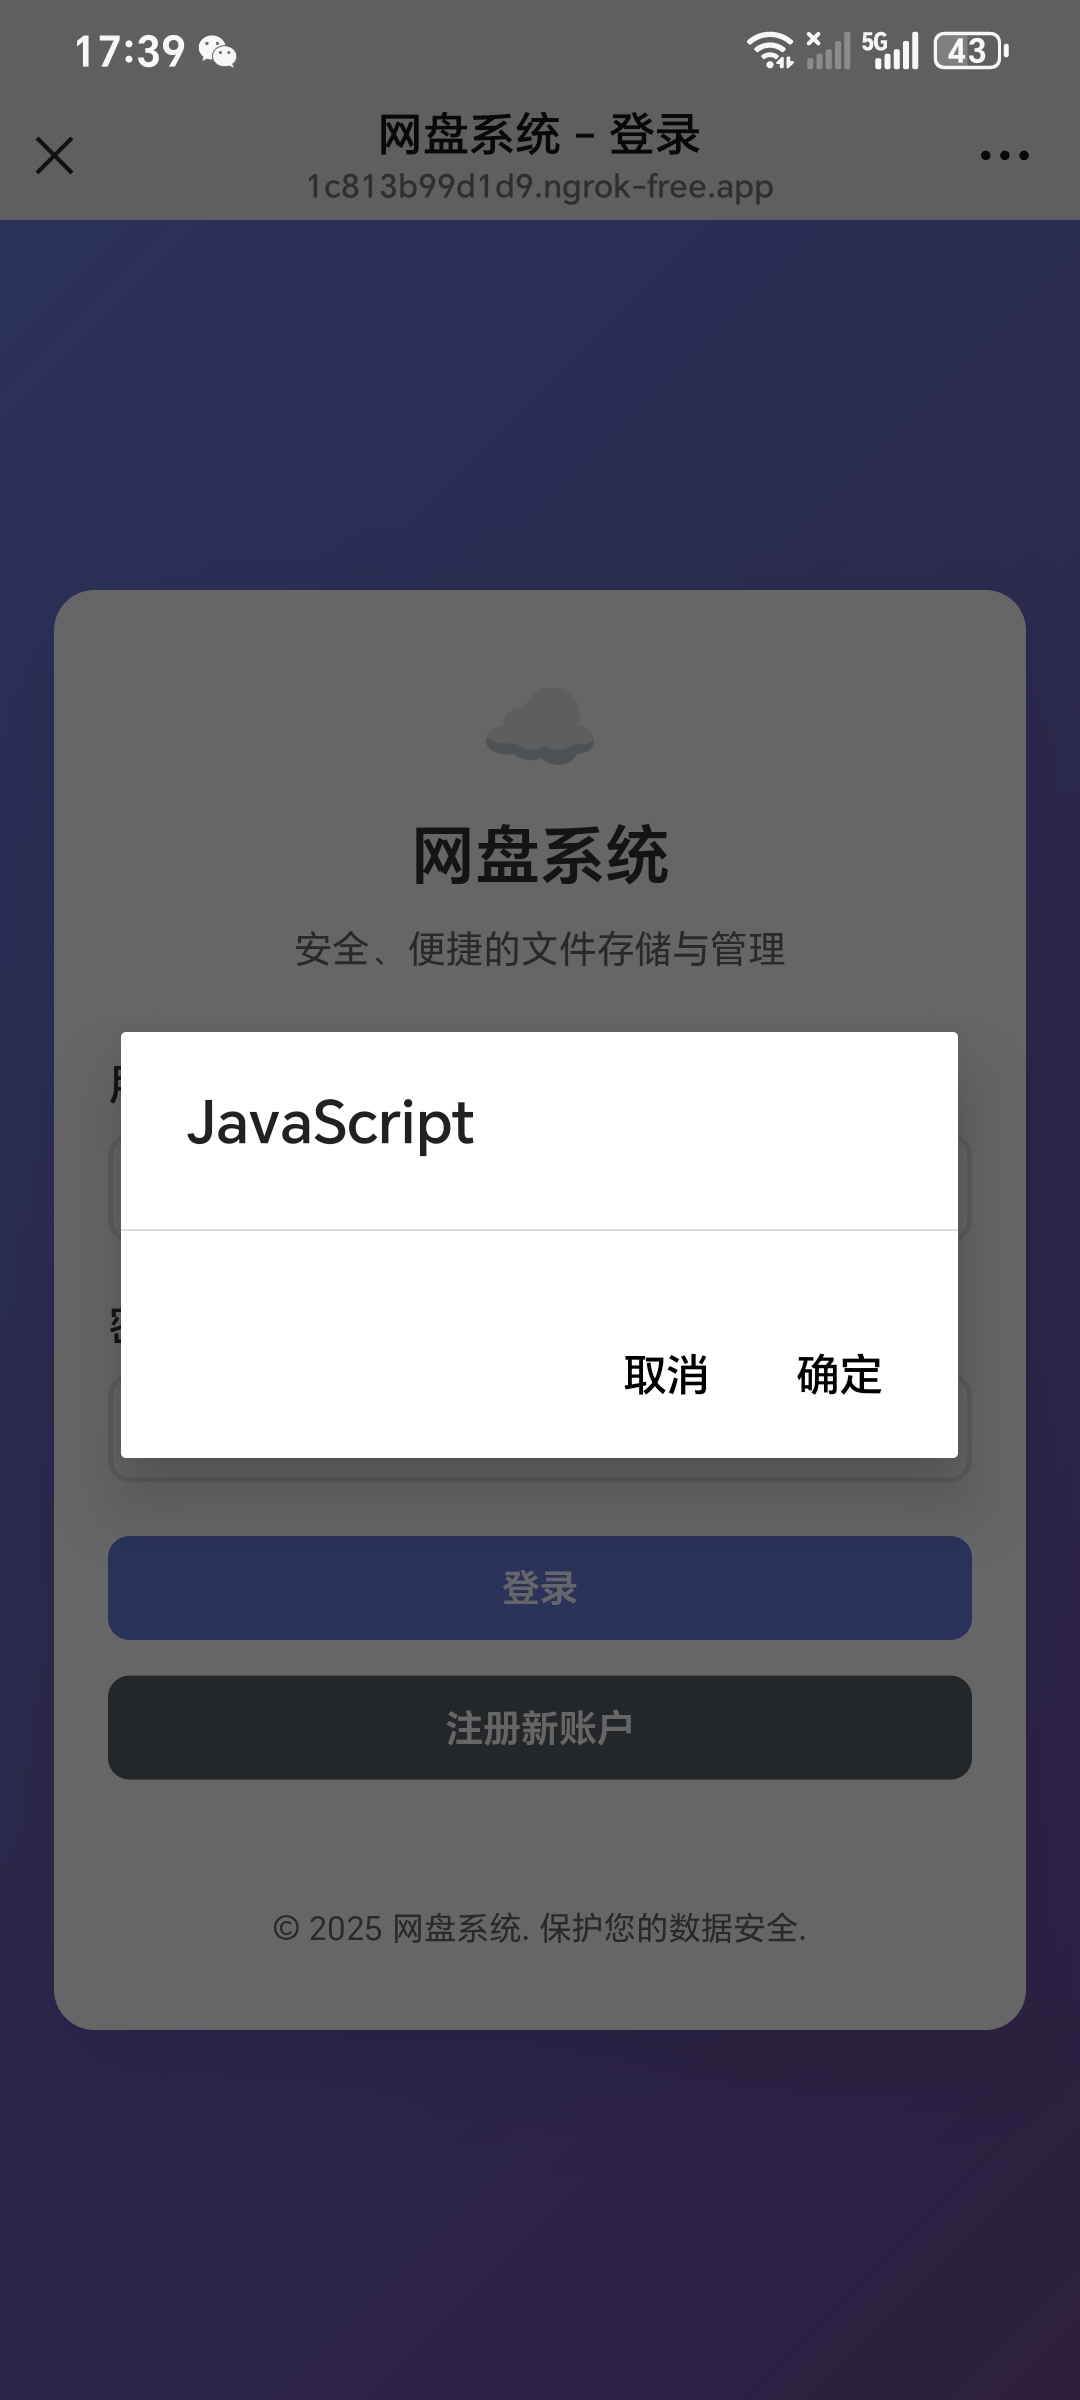 17:39
5G
43
网盘系统 - 登录
1c813b99d1d9.ngrok-free.app
网盘系统
安全、便捷的文件存储与管理
JavaScript
取消 确定
登录
注册新账户
© 2025 网盘系统. 保护您的数据安全.